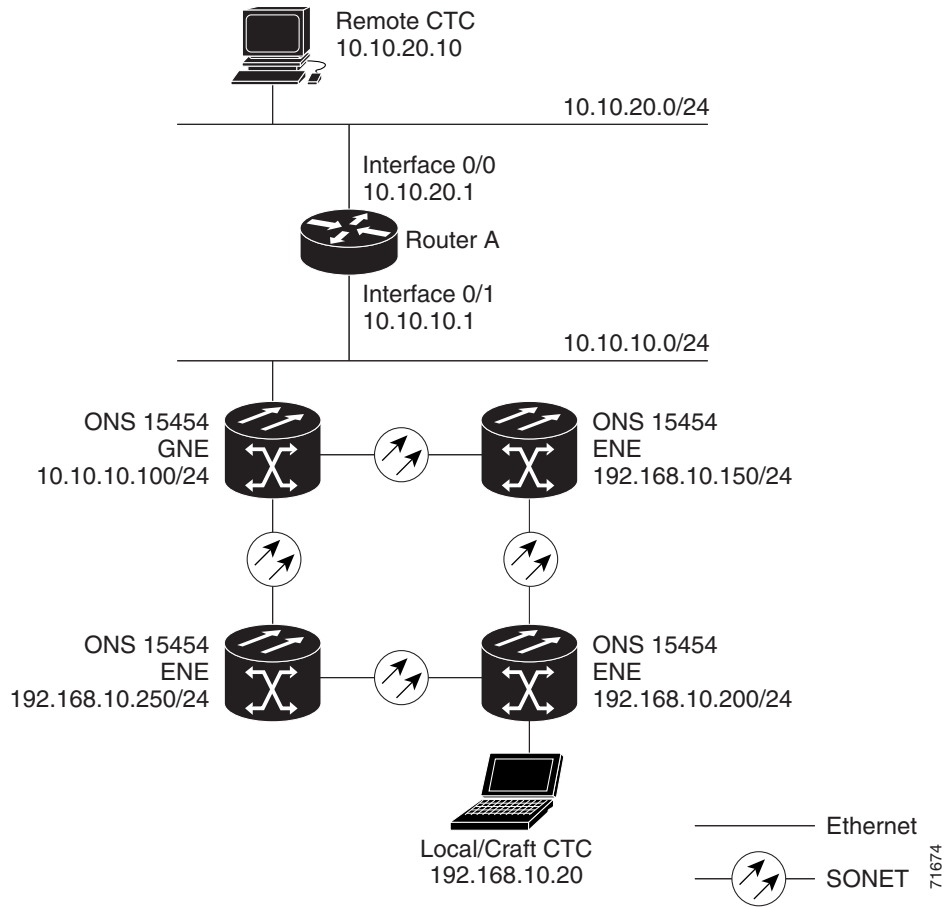 Remote CTC
10.10.20.10
10.10.20.0/24
Interface 0/0
10.10.20.1
Router A
Interface 0/1
10.10.10.1
10.10.10.0/24
ONS 15454
GNE
10.10.10.100/24
ONS 15454
ENE
192.168.10.150/24
ONS 15454
ENE
192.168.10.250/24
ONS 15454
ENE
192.168.10.200/24
Local/Craft CTC
192.168.10.20
Ethernet
SONET
71674